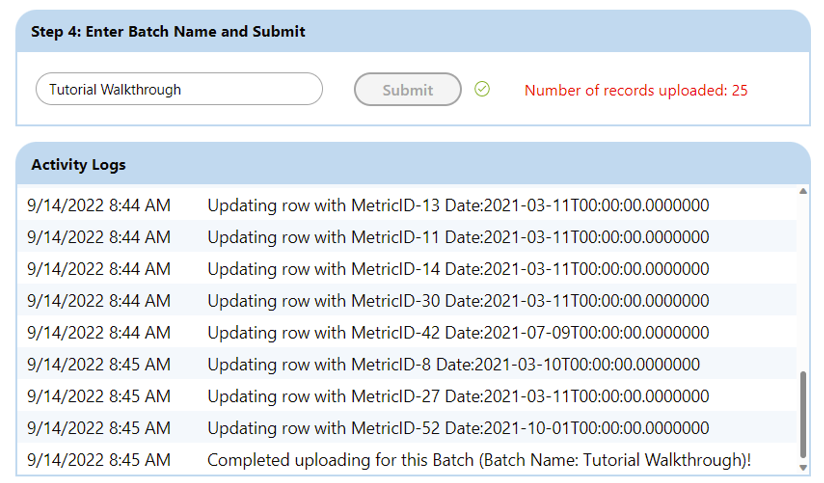 Step 4: Enter Batch Name and Submit
Tutorial Walkthrough Submit Number of records uploaded: 25
Activity Logs
9/14/2022 8:44 AM Updating row with MetricID-13 Date:2021-03-11T00:00:00.0000000
9/14/2022 8:44 AM Updating row with MetricID-11 Date:2021-03-11T00:00:00.0000000
9/14/2022 8:44 AM Updating row with MetricID-14 Date:2021-03-11T00:00:00.0000000
9/14/2022 8:44 AM Updating row with MetricID-30 Date:2021-03-11T00:00:00.0000000
9/14/2022 8:44 AM Updating row with MetricID-42 Date:2021-07-09T00:00:00.0000000
9/14/2022 8:45 AM Updating row with MetricID-8 Date:2021-03-10T00:00:00.0000000
9/14/2022 8:45 AM Updating row with MetricID-27 Date:2021-03-11T00:00:00.0000000
9/14/2022 8:45 AM Updating row with MetricID-52 Date:2021-10-01T00:00:00.0000000
9/14/2022 8:45 AM Completed uploading for this Batch (Batch Name: Tutorial Walkthrough)!